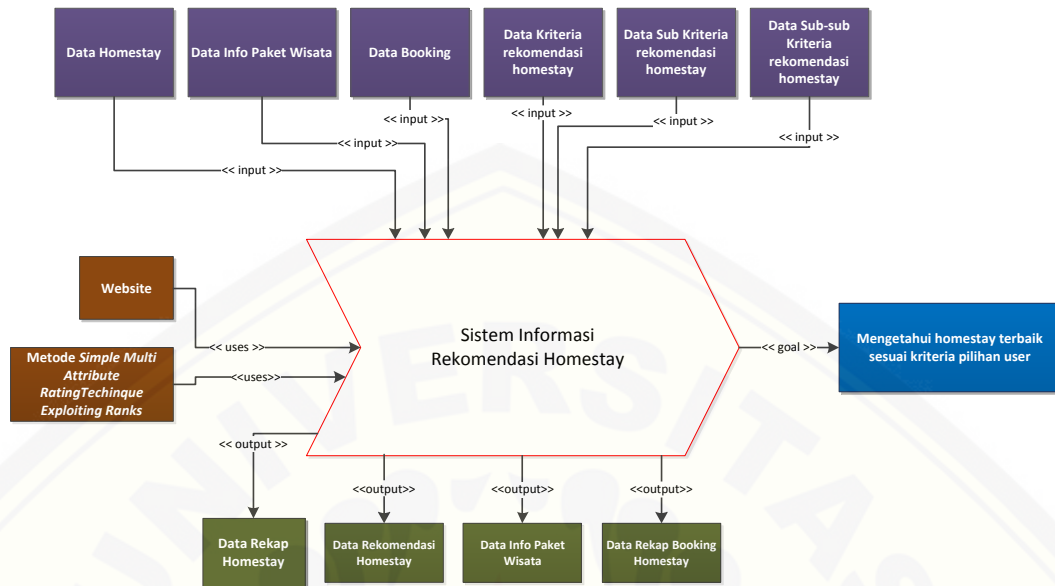 Data Homestay
Data Info Paket Wisata
Data Booking
Data Kriteria
rekomendasi
homestay
Data Sub Kriteria
rekomendasi
homestay
Data Sub-sub
Kriteria
rekomendasi
homestay
<< input >>
<< input >>
<< input >>
<< input >>
<< input >>
<< input >>
Website
<< uses >>
Metode Simple Multi
Attribute
RatingTechinque
Exploiting Ranks
<<uses>>
Sistem Informasi
Rekomendasi Homestay
<< goal >>
Mengetahui homestay terbaik
sesuai kriteria pilihan user
<< output >>
<<output>>
<<output>>
<<output>>
Data Rekap
Homestay
Data Rekomendasi
Homestay
Data Info Paket
Wisata
Data Rekap Booking
Homestay
UNIVERSITAS